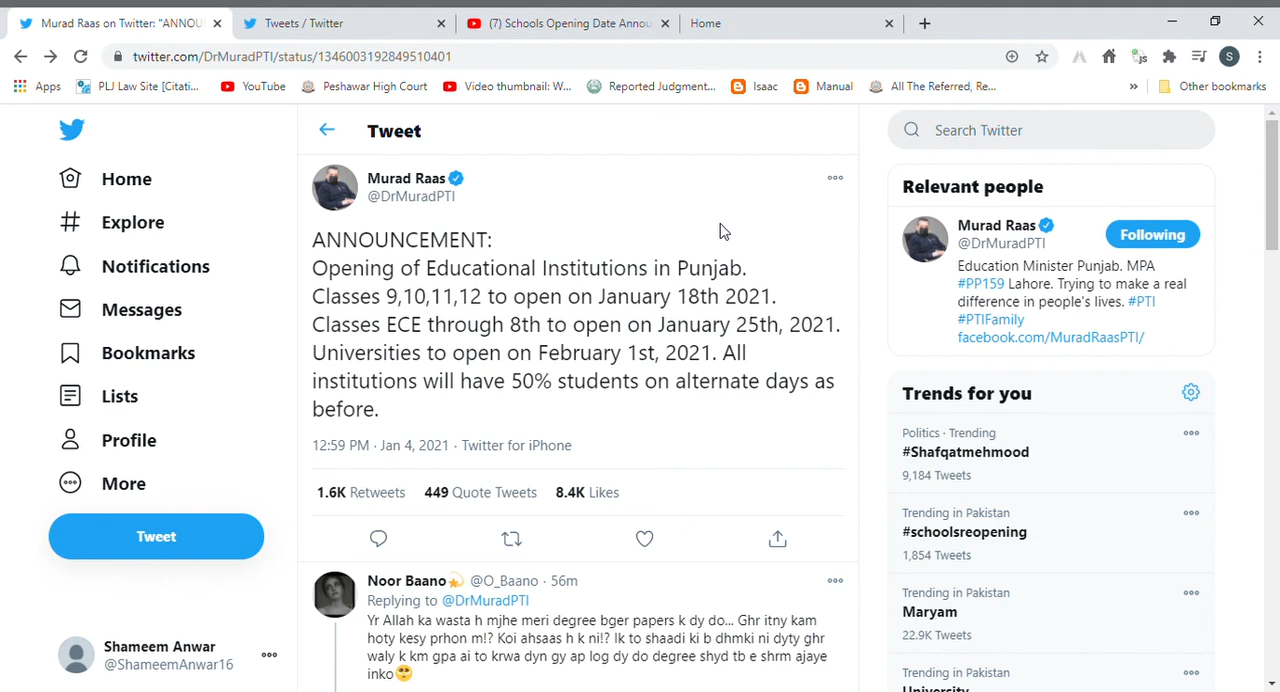 Murad Raas on Twitter: "ANNOU
Tweets / Twitter
(7) Schools Opening Date Annou
Home
twitter.com/DrMuradPTI/status/1346003192849510401
S
Apps
PLJ Law Site [Citati...
YouTube
Peshawar High Court
Video thumbnail: W...
Reported Judgment...
Isaac
Manual
All The Referred, Re...
»
Other bookmarks
Home
Explore
Notifications
Messages
Bookmarks
Lists
Profile
More
Tweet
Shameem Anwar
@ShameemAnwar16
Tweet
Murad Raas
@DrMuradPTI
ANNOUNCEMENT:
Opening of Educational Institutions in Punjab.
Classes 9,10,11,12 to open on January 18th 2021.
Classes ECE through 8th to open on January 25th, 2021.
Universities to open on February 1st, 2021. All
institutions will have 50% students on alternate days as
before.
12:59 PM · Jan 4, 2021 · Twitter for iPhone
1.6K Retweets 449 Quote Tweets 8.4K Likes
Noor Baano💫 @O_Baano · 56m
Replying to @DrMuradPTI
Yr Allah ka wasta h mjhe meri degree bger papers k dy do... Ghr itny kam
hoty kesy prhon m!? Koi ahsaas h k ni!? Ik to shaadi ki b dhmki ni dyty ghr
waly k km gpa ai to krwa dyn gy ap log dy do degree shyd tb e shrm ajaye
inko🙄
Search Twitter
Relevant people
Murad Raas
@DrMuradPTI
Following
Education Minister Punjab. MPA
#PP159 Lahore. Trying to make a real
difference in people's lives. #PTI
#PTIFamily
facebook.com/MuradRaasPTI/
Trends for you
Politics · Trending
#Shafqatmehmood
9,184 Tweets
Trending in Pakistan
#schoolsreopening
1,854 Tweets
Trending in Pakistan
Maryam
22.9K Tweets
Trending in Pakistan
University